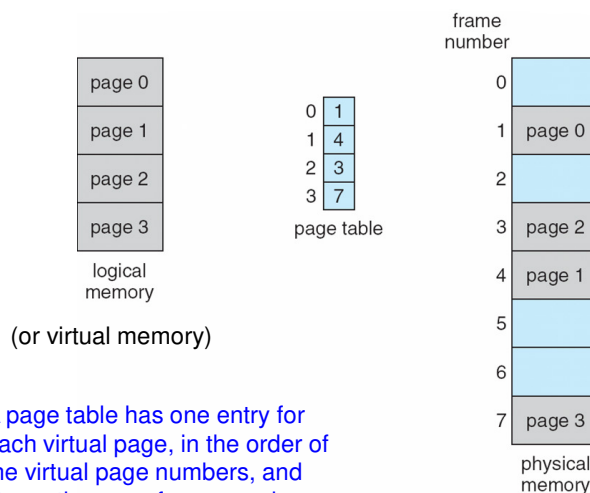 frame
number
page 0
page 1
page 2
page 3
logical
memory
(or virtual memory)
0 1
1 4
2 3
3 7
page table
0
1 page 0
2
3 page 2
4 page 1
5
6
7 page 3
physical
memory
page table has one entry for
virtual page, in the order of
virtual page numbers, and